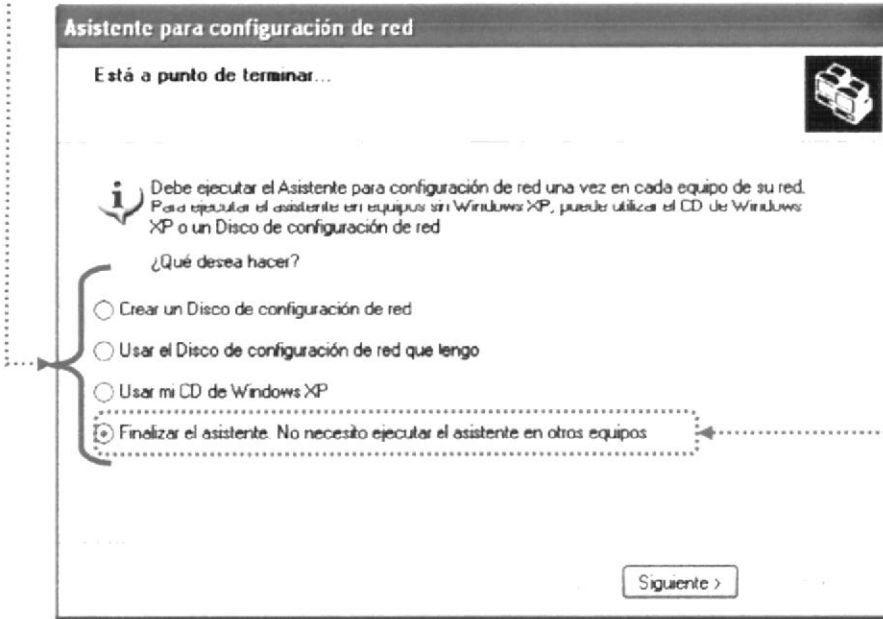 Asistente para configuración de red
Está a punto de terminar...
Debe ejecutar el Asistente para configuración de red una vez en cada equipo de su red.
Para ejecutar el asistente en equipos sin Windows XP, puede utilizar el CD de Windows
XP o un Disco de configuración de red
¿Qué desea hacer?
Crear un Disco de configuración de red
Usar el Disco de configuración de red que tengo
Usar mi CD de Windows XP
Finalizar el asistente. No necesito ejecutar el asistente en otros equipos
Siguiente >